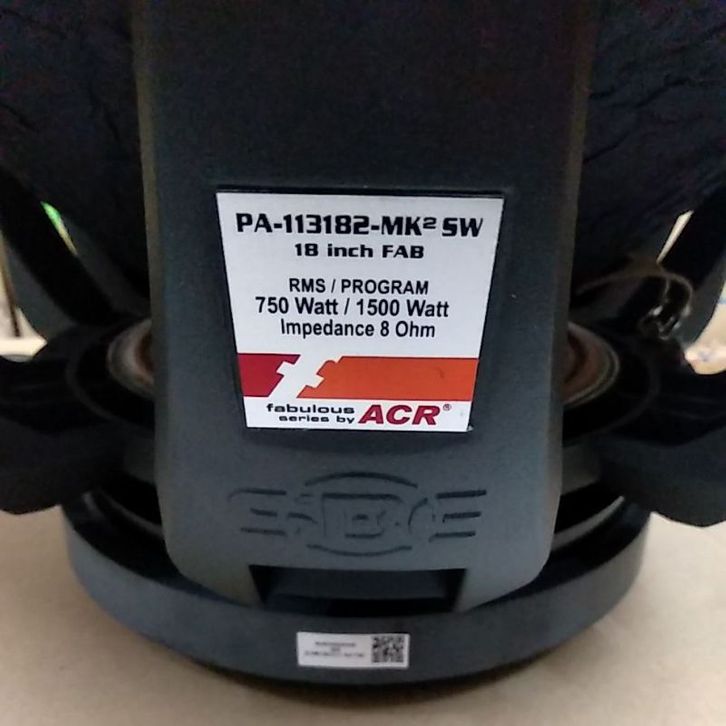 PA-113182-MK² SW
18 inch FAB
RMS / PROGRAM
750 Watt / 1500 Watt
Impedance 8 Ohm
f
fabulous
series by ACR®